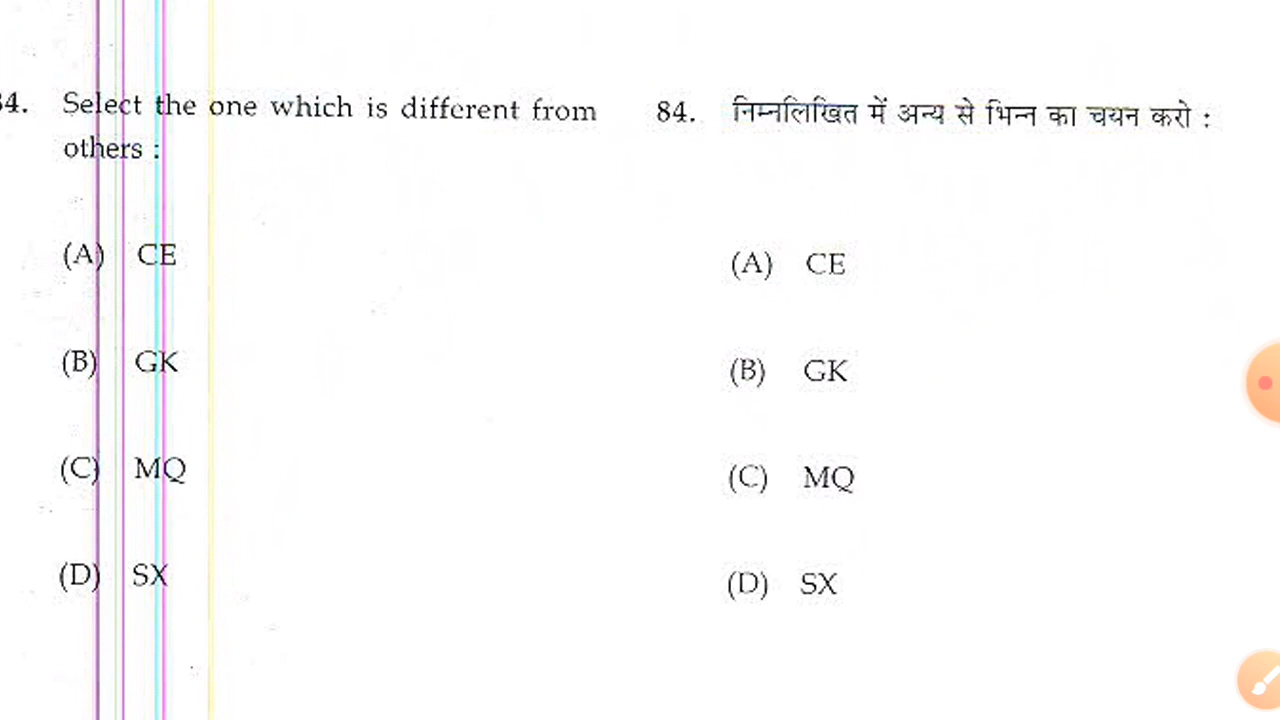 84. Select the one which is different from
others :
(A) CE
(B) GK
(C) MQ
(D) SX
84. निम्नलिखित में अन्य से भिन्न का चयन करो :
(A) CE
(B) GK
(C) MQ
(D) SX